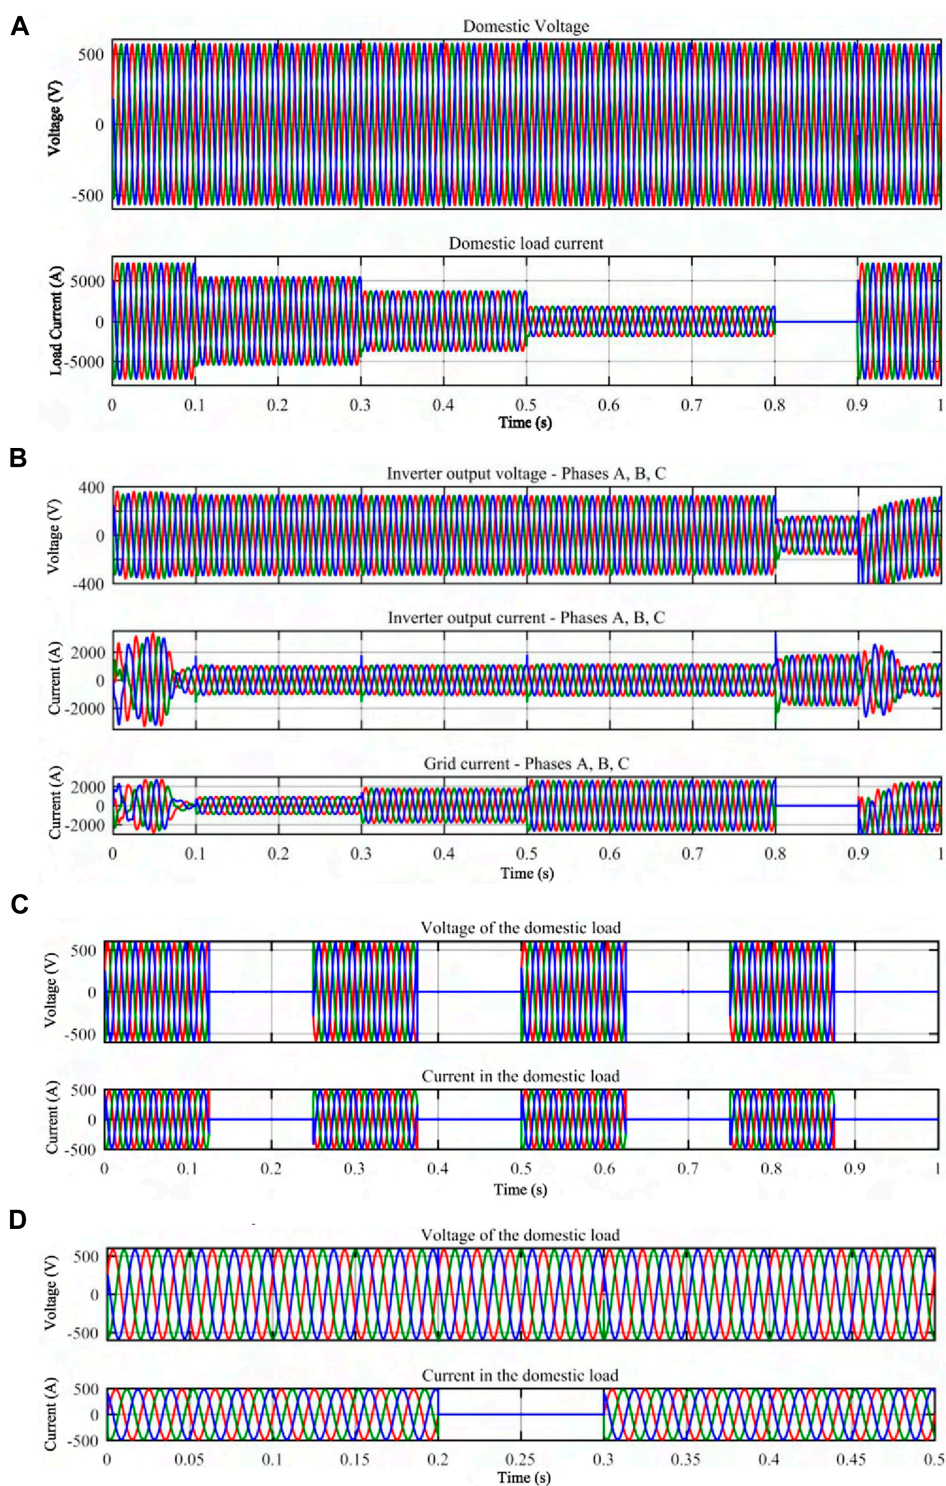 A
Domestic Voltage
Voltage (V)
500
0
-500
Domestic load current
Load Current (A)
5000
0
-5000
0 0.1 0.2 0.3 0.4 0.5 0.6 0.7 0.8 0.9 1
Time (s)
B
Inverter output voltage - Phases A, B, C
Voltage (V)
400
0
-400
Inverter output current - Phases A, B, C
Current (A)
2000
0
-2000
Grid current - Phases A, B, C
Current (A)
2000
0
-2000
0 0.1 0.2 0.3 0.4 0.5 0.6 0.7 0.8 0.9 1
Time (s)
C
Voltage of the domestic load
Voltage (V)
500
0
-500
Current in the domestic load
Current (A)
500
0
-500
0 0.1 0.2 0.3 0.4 0.5 0.6 0.7 0.8 0.9 1
Time (s)
D
Voltage of the domestic load
Voltage (V)
500
0
-500
Current in the domestic load
Current (A)
500
0
-500
0 0.05 0.1 0.15 0.2 0.25 0.3 0.35 0.4 0.45 0.5
Time (s)